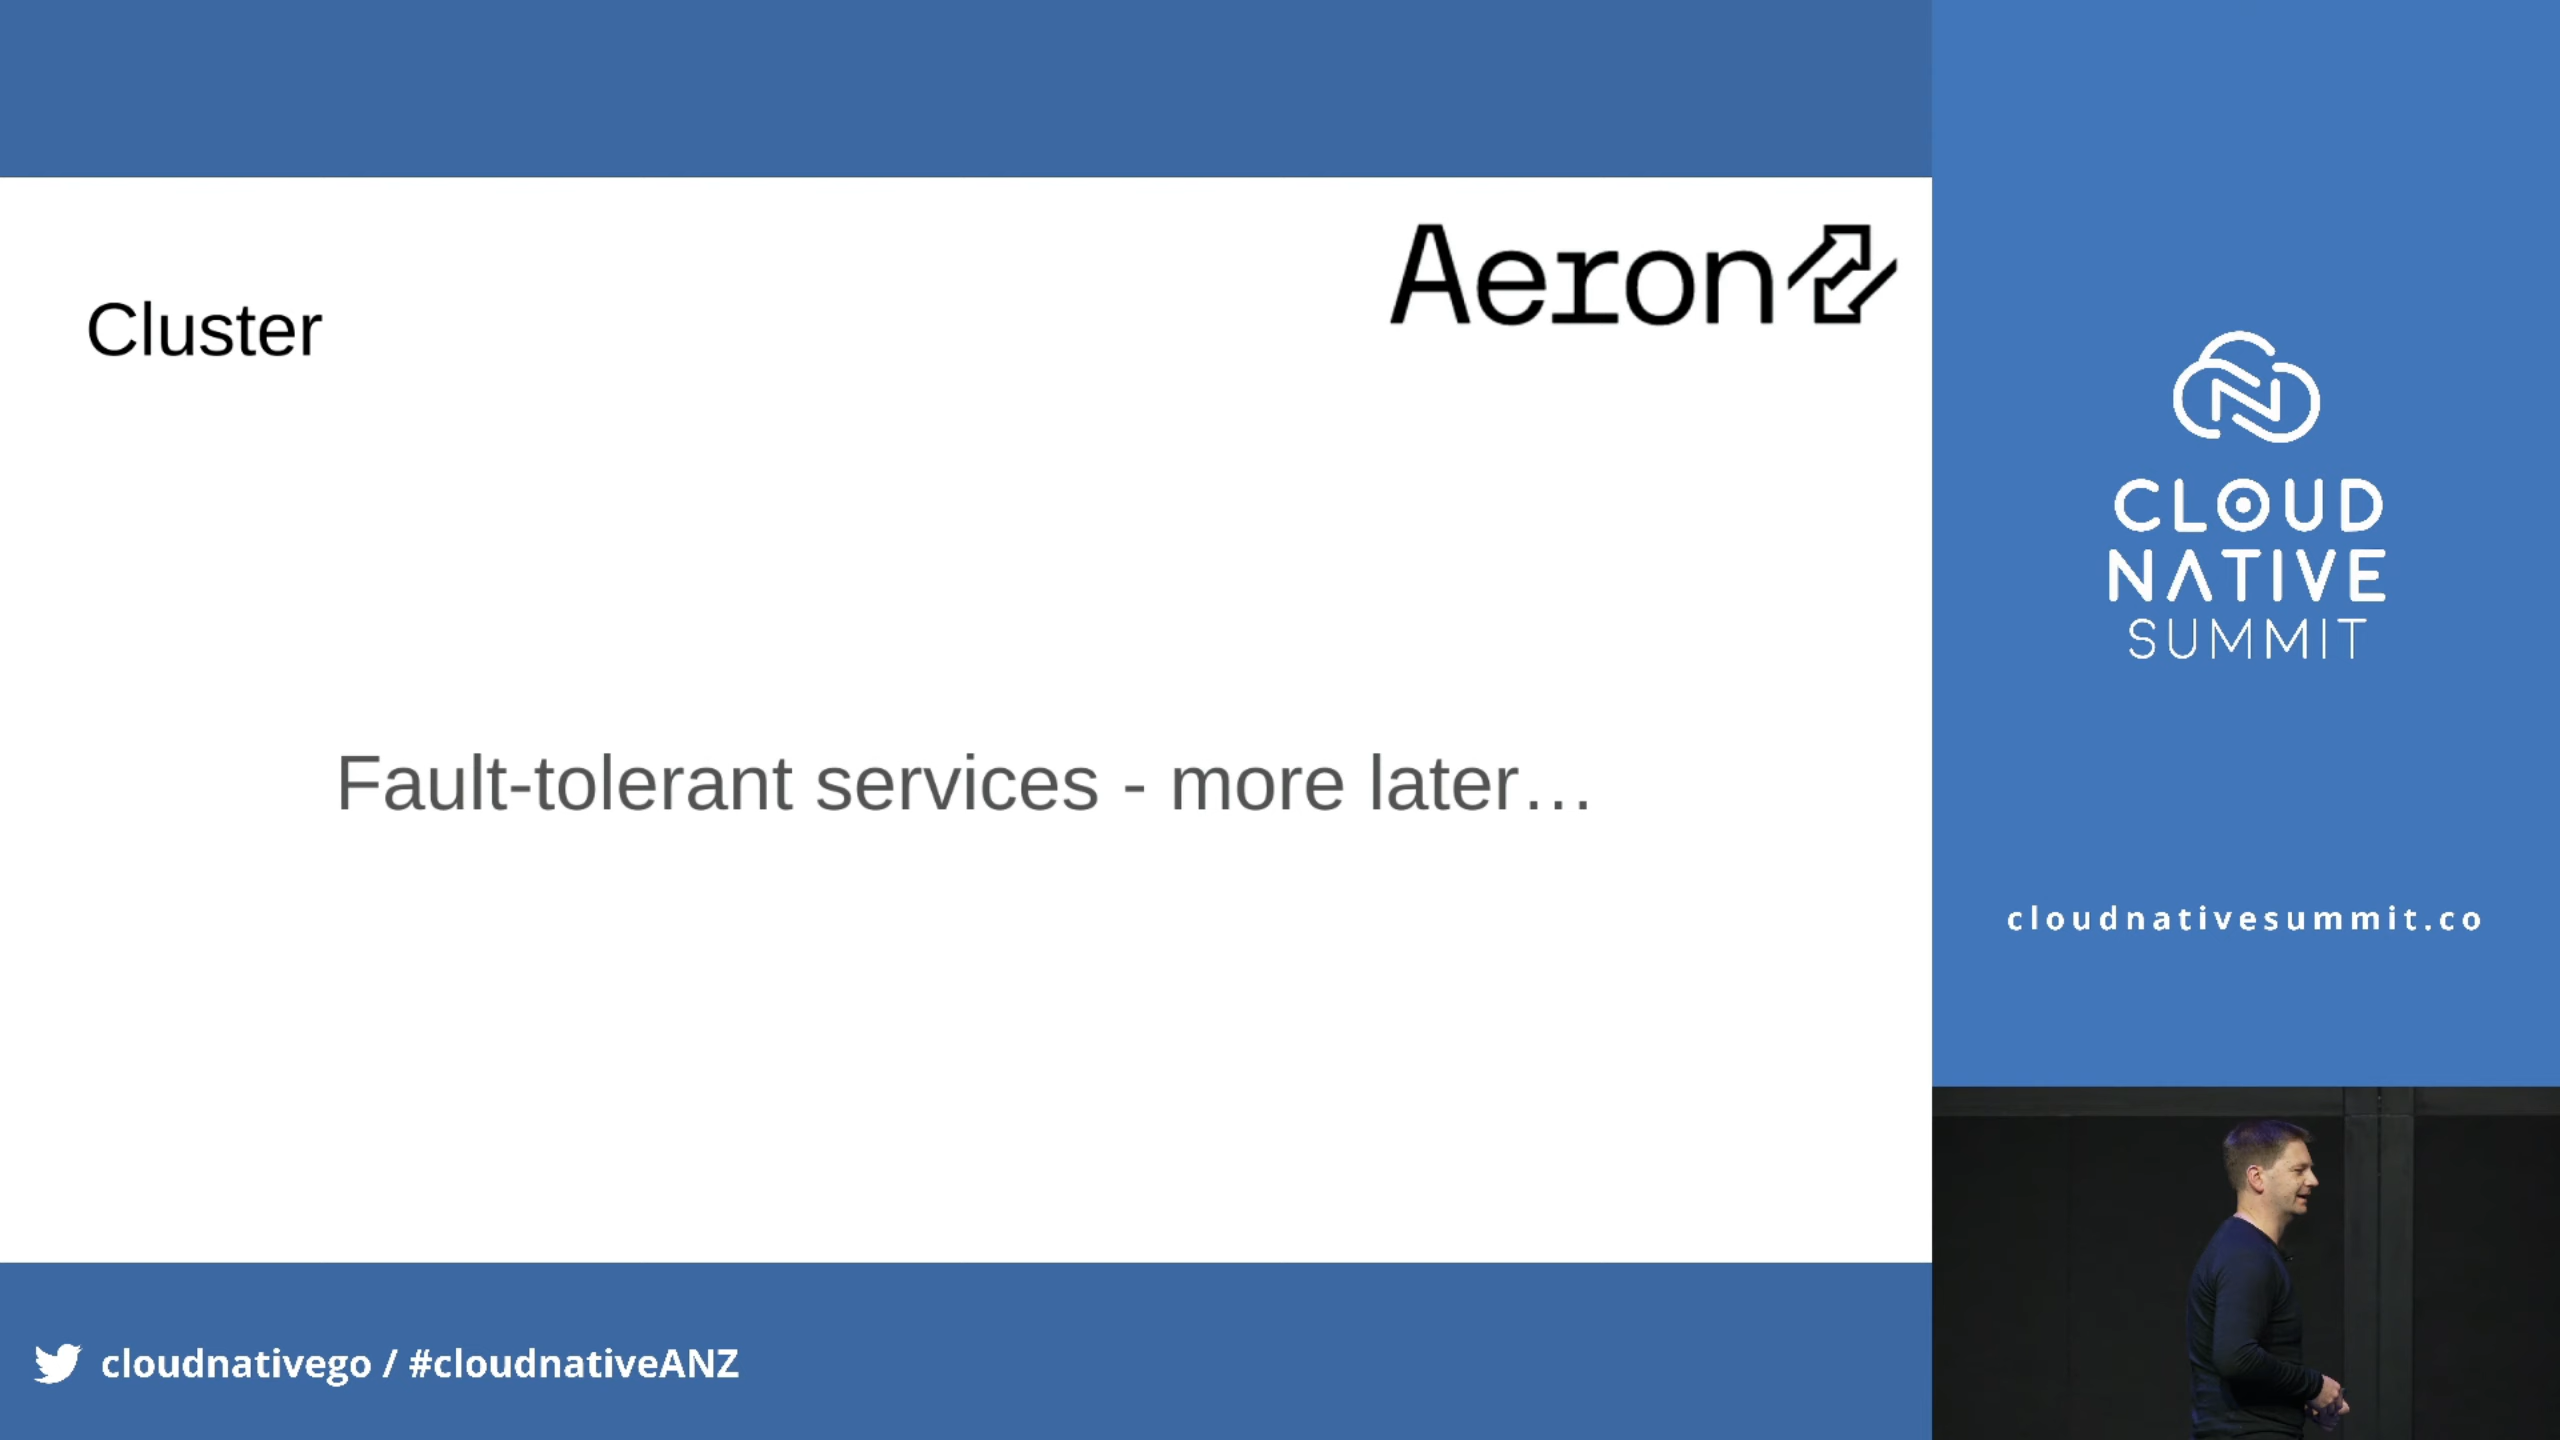 Aeron
Cluster
Fault-tolerant services - more later…
CLOUD
NATIVE
SUMMIT
cloudnativesummit.co
cloudnativego / #cloudnativeANZ